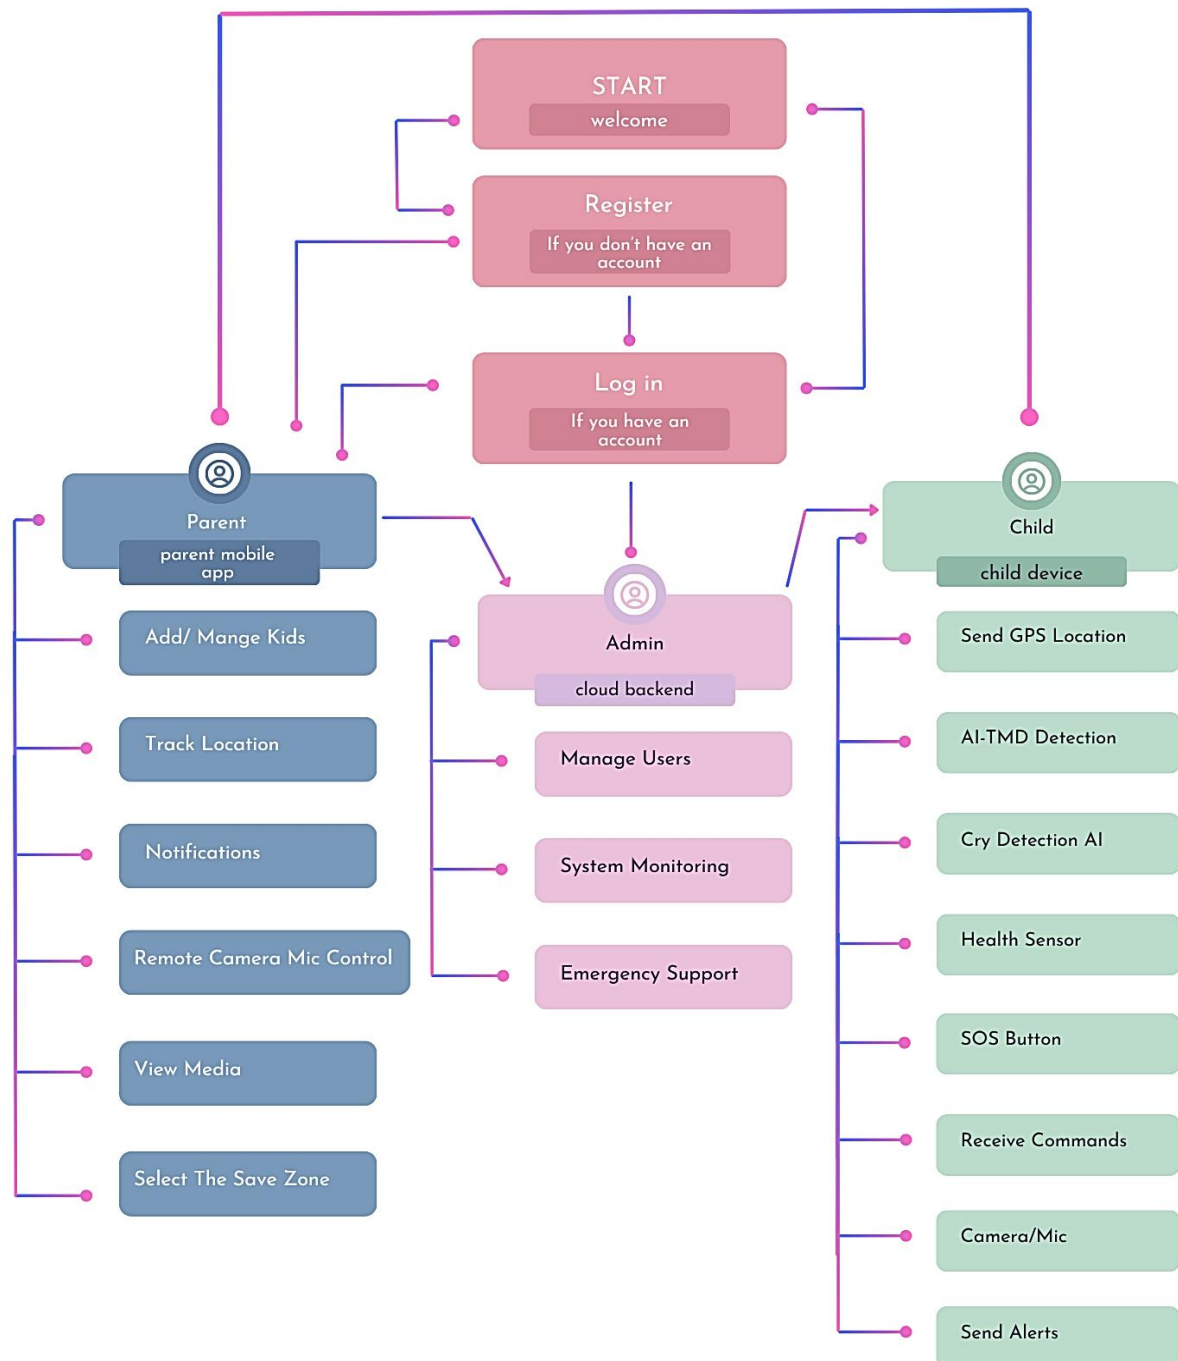 START
welcome
Register
If you don't have an
account
Log in
If you have an
account
Parent
parent mobile
app
Add/ Mange Kids
Track Location
Notifications
Remote Camera Mic Control
View Media
Select The Save Zone
Admin
cloud backend
Manage Users
System Monitoring
Emergency Support
Child
child device
Send GPS Location
AI-TMD Detection
Cry Detection AI
Health Sensor
SOS Button
Receive Commands
Camera/Mic
Send Alerts